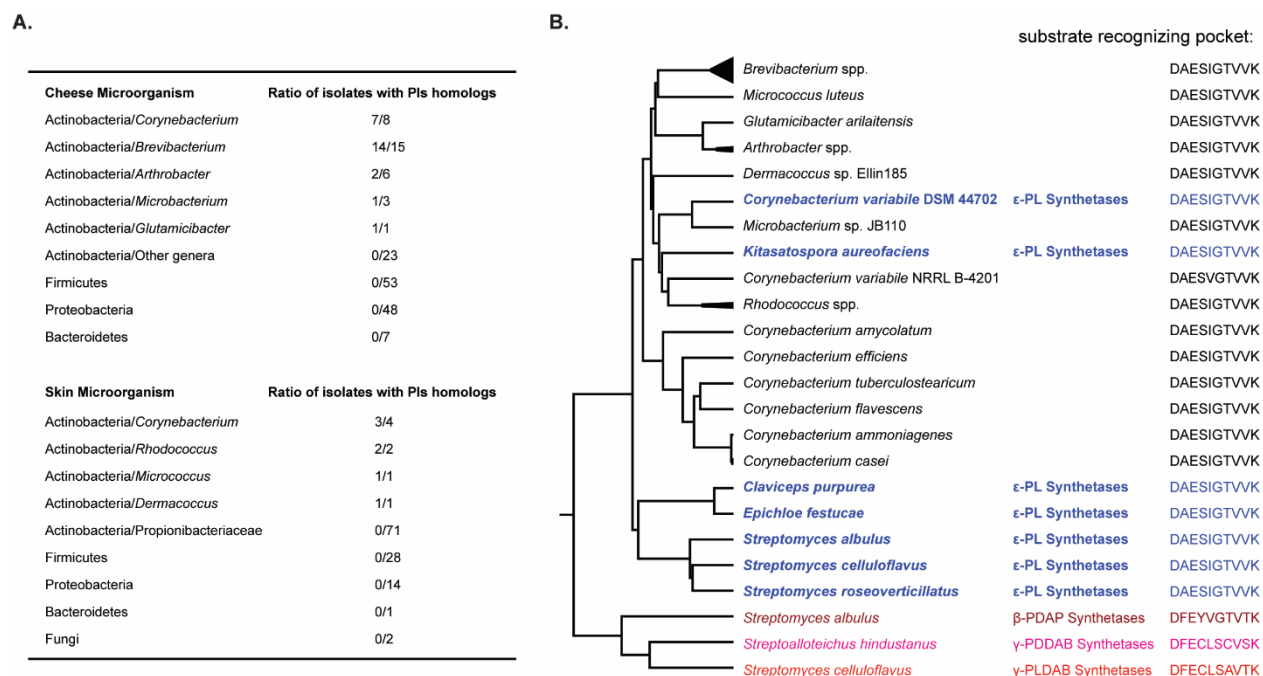 A.
Cheese Microorganism Ratio of isolates with Pls homologs
Actinobacteria/Corynebacterium 7/8
Actinobacteria/Brevibacterium 14/15
Actinobacteria/Arthrobacter 2/6
Actinobacteria/Microbacterium 1/3
Actinobacteria/Glutamicibacter 1/1
Actinobacteria/Other genera 0/23
Firmicutes 0/53
Proteobacteria 0/48
Bacteroidetes 0/7
Skin Microorganism Ratio of isolates with Pls homologs
Actinobacteria/Corynebacterium 3/4
Actinobacteria/Rhodococcus 2/2
Actinobacteria/Micrococcus 1/1
Actinobacteria/Dermacoccus 1/1
Actinobacteria/Propionibacteriaceae 0/71
Firmicutes 0/28
Proteobacteria 0/14
Bacteroidetes 0/1
Fungi 0/2
B.
substrate recognizing pocket:
Brevibacterium spp. DAESIGTVVK
Micrococcus luteus DAESIGTVVK
Glutamicibacter arilaitensis DAESIGTVVK
Arthrobacter spp. DAESIGTVVK
Dermacoccus sp. Ellin185 DAESIGTVVK
Corynebacterium variabile DSM 44702 ε-PL Synthetases DAESIGTVVK
Microbacterium sp. JB110 DAESIGTVVK
Kitasatospora aureofaciens ε-PL Synthetases DAESIGTVVK
Corynebacterium variabile NRRL B-4201 DAESVGTVVK
Rhodococcus spp. DAESIGTVVK
Corynebacterium amycolatum DAESIGTVVK
Corynebacterium efficiens DAESIGTVVK
Corynebacterium tuberculostearicum DAESIGTVVK
Corynebacterium flavescens DAESIGTVVK
Corynebacterium ammoniagenes DAESIGTVVK
Corynebacterium casei DAESIGTVVK
Claviceps purpurea ε-PL Synthetases DAESIGTVVK
Epichloe festucae ε-PL Synthetases DAESIGTVVK
Streptomyces albulus ε-PL Synthetases DAESIGTVVK
Streptomyces celluloflavus ε-PL Synthetases DAESIGTVVK
Streptomyces roseoverticillatus ε-PL Synthetases DAESIGTVVK
Streptomyces albulus β-PDAP Synthetases DFEYVGTVTK
Streptoalloteichus hindustanus γ-PDDAB Synthetases DFECLSCVSK
Streptomyces celluloflavus γ-PLDAB Synthetases DFECLSAVTK